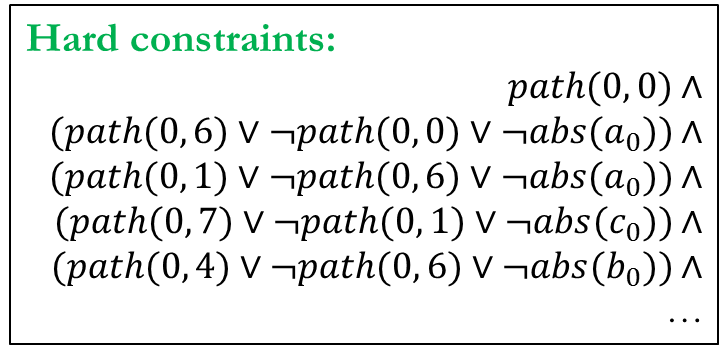 Hard constraints:
path(0, 0) ∧
(path(0, 6) ∨ ¬path(0, 0) ∨ ¬abs(a₀)) ∧
(path(0, 1) ∨ ¬path(0, 6) ∨ ¬abs(a₀)) ∧
(path(0, 7) ∨ ¬path(0, 1) ∨ ¬abs(c₀)) ∧
(path(0, 4) ∨ ¬path(0, 6) ∨ ¬abs(b₀)) ∧
...